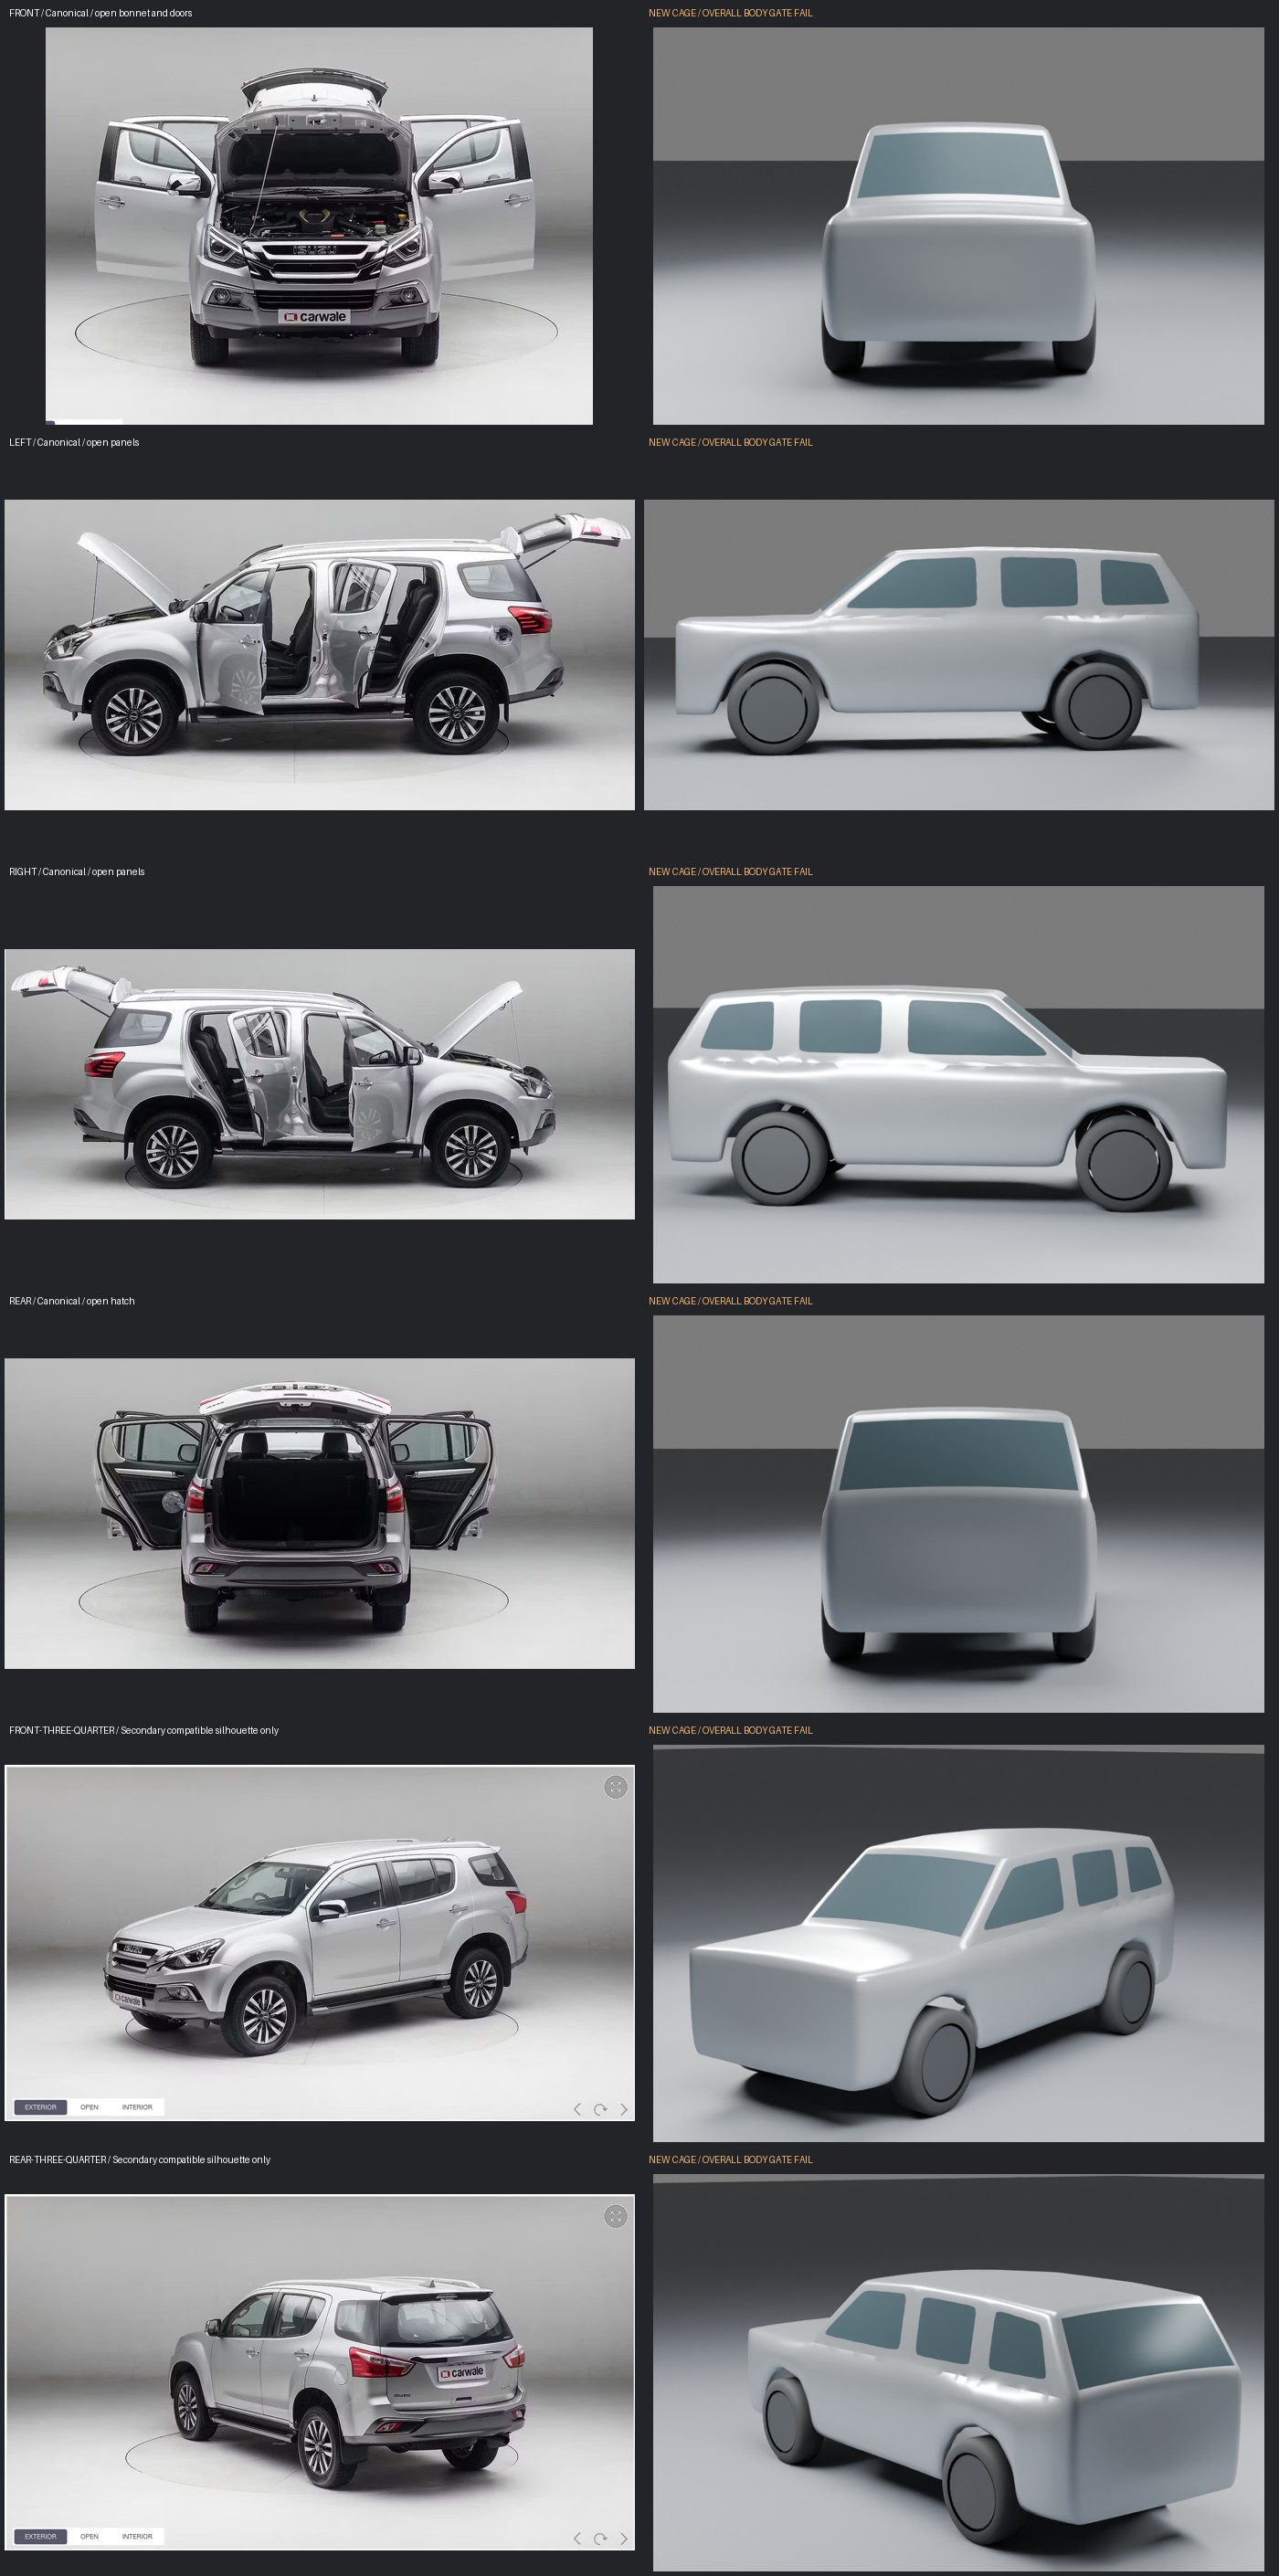 FRONT / Canonical / open bonnet and doors
NEW CAGE / OVERALL BODY GATE FAIL
ISUZU
carwale
LEFT / Canonical / open panels
NEW CAGE / OVERALL BODY GATE FAIL
RIGHT / Canonical / open panels
NEW CAGE / OVERALL BODY GATE FAIL
REAR / Canonical / open hatch
NEW CAGE / OVERALL BODY GATE FAIL
FRONT-THREE-QUARTER / Secondary compatible silhouette only
NEW CAGE / OVERALL BODY GATE FAIL
ISUZU
carwale
EXTERIOR OPEN INTERIOR
REAR-THREE-QUARTER / Secondary compatible silhouette only
NEW CAGE / OVERALL BODY GATE FAIL
carwale
ISUZU
EXTERIOR OPEN INTERIOR